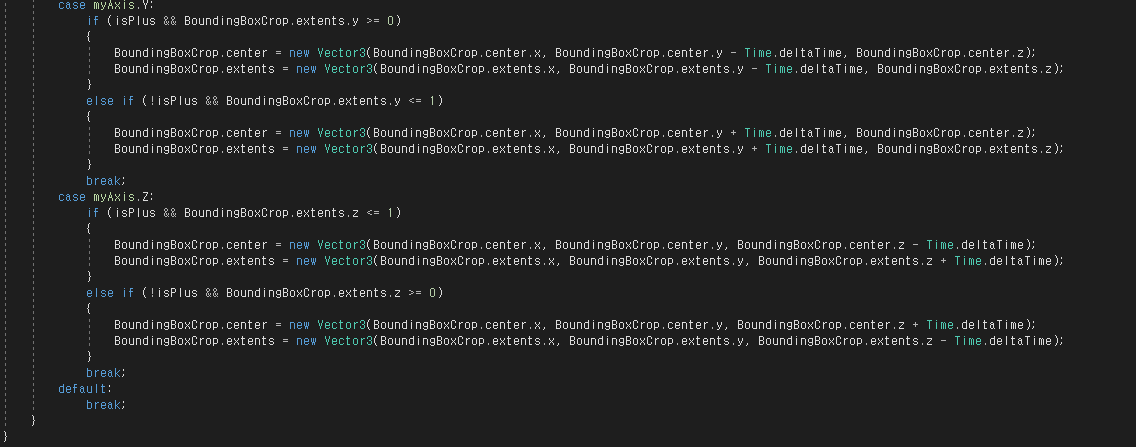 case myAxis.Y:
if (isPlus && BoundingBoxCrop.extents.y >= 0)
{
BoundingBoxCrop.center = new Vector3(BoundingBoxCrop.center.x, BoundingBoxCrop.center.y - Time.deltaTime, BoundingBoxCrop.center.z);
BoundingBoxCrop.extents = new Vector3(BoundingBoxCrop.extents.x, BoundingBoxCrop.extents.y - Time.deltaTime, BoundingBoxCrop.extents.z);
}
else if (!isPlus && BoundingBoxCrop.extents.y <= 1)
{
BoundingBoxCrop.center = new Vector3(BoundingBoxCrop.center.x, BoundingBoxCrop.center.y + Time.deltaTime, BoundingBoxCrop.center.z);
BoundingBoxCrop.extents = new Vector3(BoundingBoxCrop.extents.x, BoundingBoxCrop.extents.y + Time.deltaTime, BoundingBoxCrop.extents.z);
}
break;
case myAxis.Z:
if (isPlus && BoundingBoxCrop.extents.z <= 1)
{
BoundingBoxCrop.center = new Vector3(BoundingBoxCrop.center.x, BoundingBoxCrop.center.y, BoundingBoxCrop.center.z - Time.deltaTime);
BoundingBoxCrop.extents = new Vector3(BoundingBoxCrop.extents.x, BoundingBoxCrop.extents.y, BoundingBoxCrop.extents.z + Time.deltaTime);
}
else if (!isPlus && BoundingBoxCrop.extents.z >= 0)
{
BoundingBoxCrop.center = new Vector3(BoundingBoxCrop.center.x, BoundingBoxCrop.center.y, BoundingBoxCrop.center.z + Time.deltaTime);
BoundingBoxCrop.extents = new Vector3(BoundingBoxCrop.extents.x, BoundingBoxCrop.extents.y, BoundingBoxCrop.extents.z - Time.deltaTime);
}
break;
default:
break;
}
}